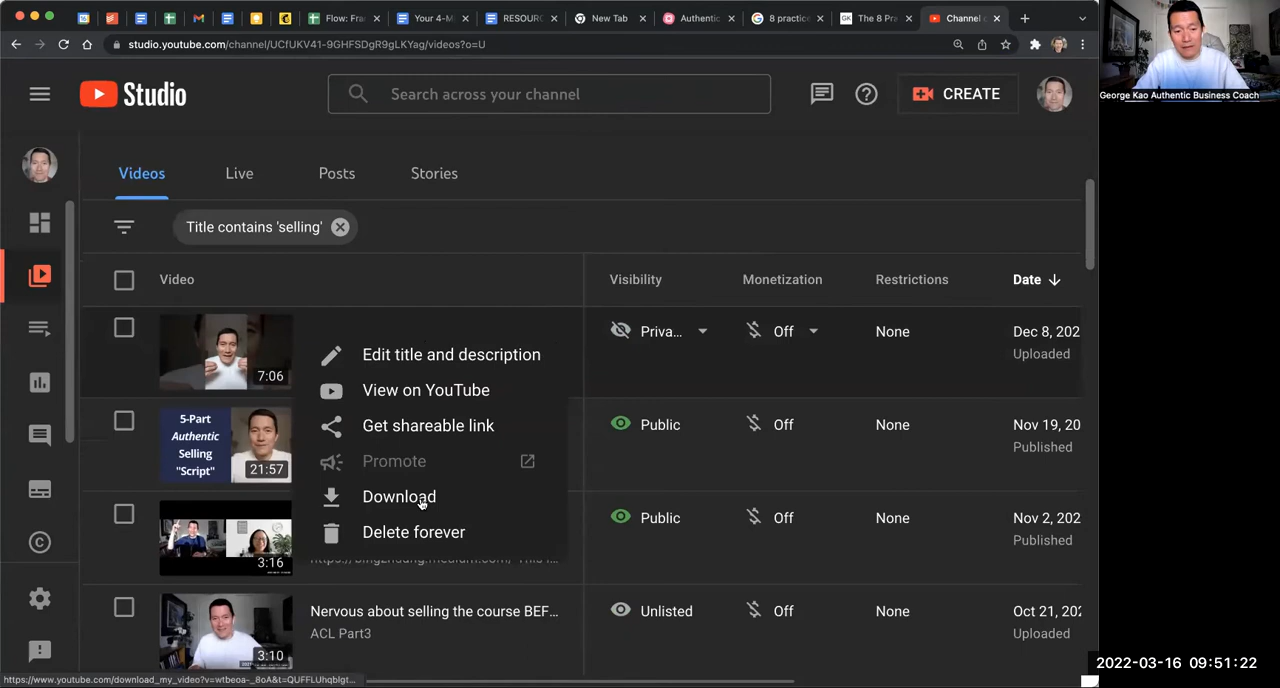 Flow: Fra
Your 4-M
RESOUR
New Tab
Authentic
8 practice
The 8 Pra
Channel c
studio.youtube.com/channel/UCfUKV41-9GHFSDgR9gLKYag/videos?o=U
George Kao Authentic Business Coach
Studio
Search across your channel
CREATE
Videos
Live
Posts
Stories
Title contains 'selling'
Video
Visibility
Monetization
Restrictions
Date
7:06
Edit title and description
View on YouTube
Get shareable link
Promote
Download
Delete forever
Priva...
Off
None
Dec 8, 202
Uploaded
5-Part
Authentic
Selling
"Script"
21:57
Public
Off
None
Nov 19, 20
Published
3:16
Public
Off
None
Nov 2, 202
Published
3:10
Nervous about selling the course BEF...
ACL Part3
Unlisted
Off
None
Oct 21, 202
Uploaded
2022-03-16 09:51:22